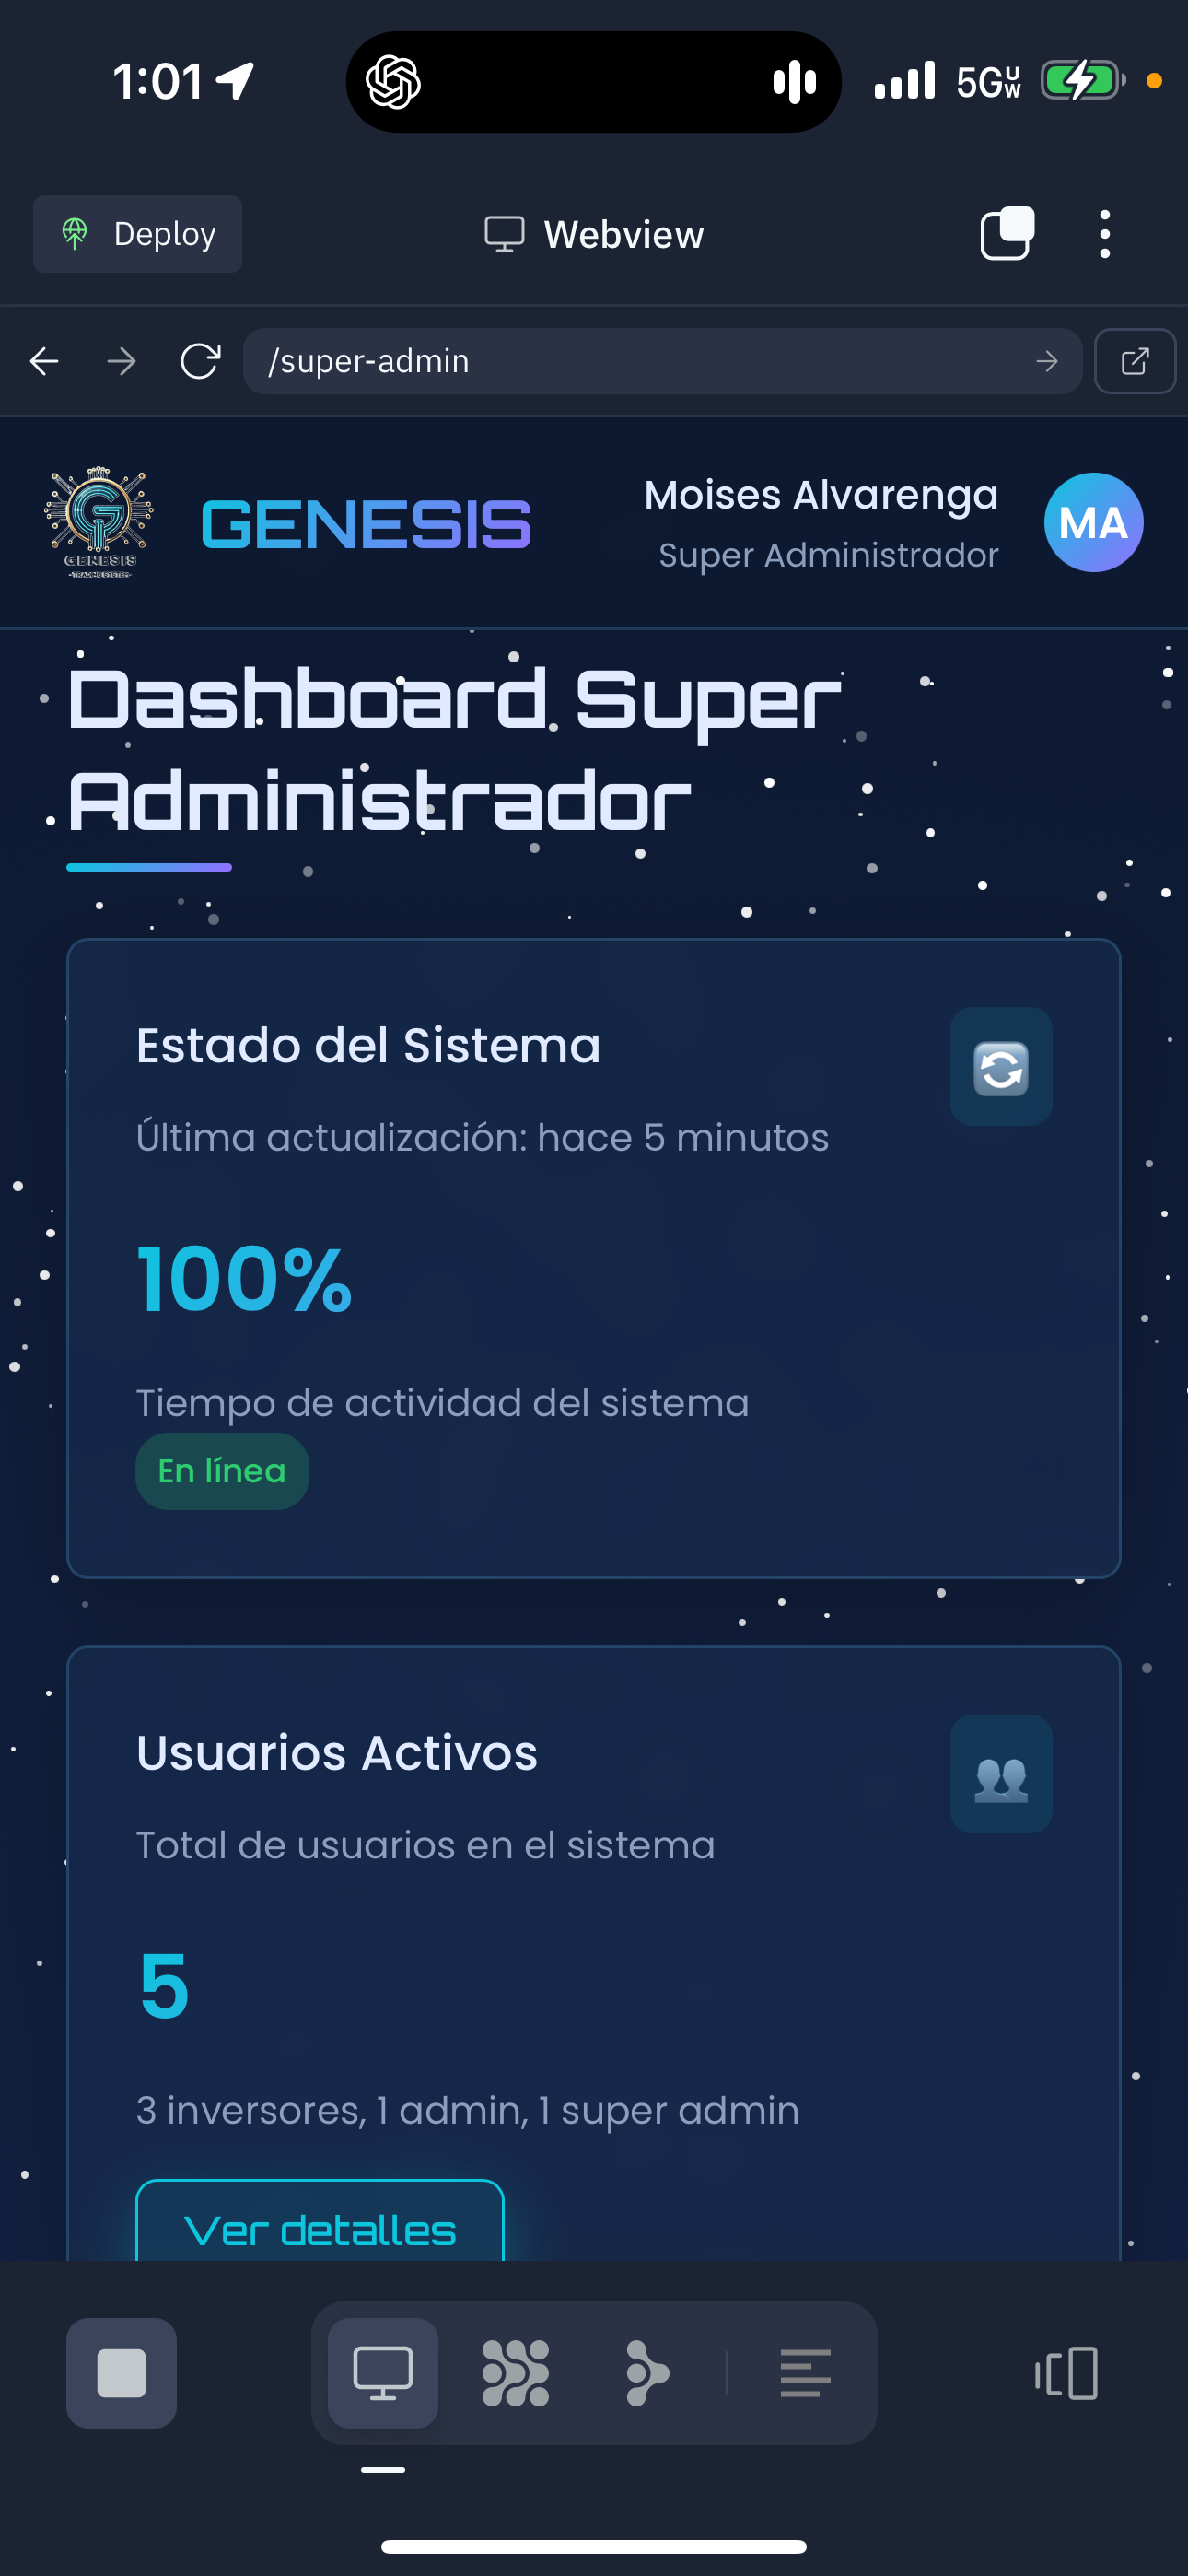 1:01
5G UW
Deploy
Webview
/super-admin
GENESIS
TRADING SYSTEM
GENESIS
Moises Alvarenga
Super Administrador
MA
Dashboard Super
Administrador
Estado del Sistema
Última actualización: hace 5 minutos
100%
Tiempo de actividad del sistema
En línea
Usuarios Activos
Total de usuarios en el sistema
5
3 inversores, 1 admin, 1 super admin
Ver detalles